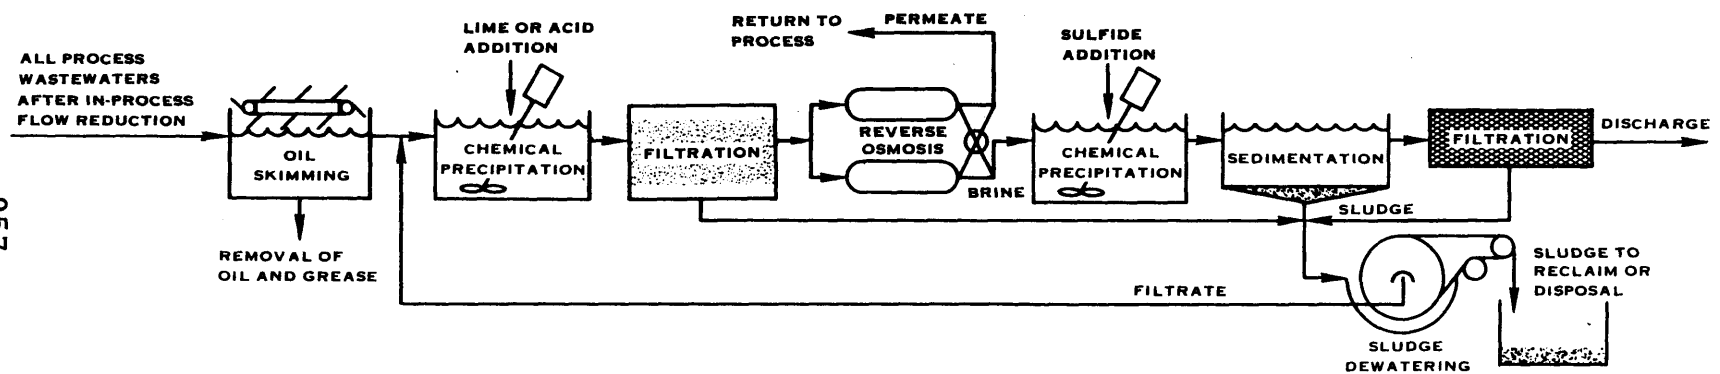 ALL PROCESS
WASTEWATERS
AFTER IN-PROCESS
FLOW REDUCTION
OIL
SKIMMING
REMOVAL OF
OIL AND GREASE
LIME OR ACID
ADDITION
CHEMICAL
PRECIPITATION
FILTRATION
RETURN TO
PROCESS
PERMEATE
REVERSE
OSMOSIS
BRINE
SULFIDE
ADDITION
CHEMICAL
PRECIPITATION
SEDIMENTATION
FILTRATION
DISCHARGE
SLUDGE
FILTRATE
SLUDGE
DEWATERING
SLUDGE TO
RECLAIM OR
DISPOSAL